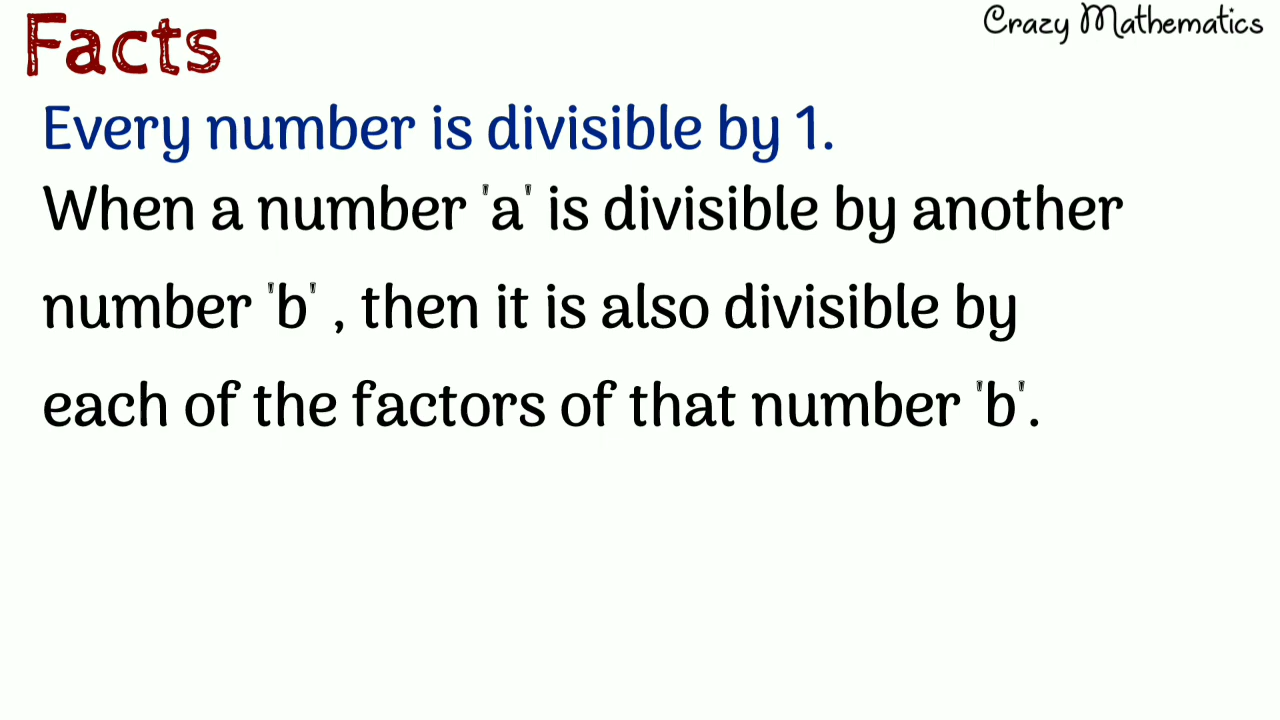 Facts
Crazy Mathematics
Every number is divisible by 1.
When a number 'a' is divisible by another
number 'b' , then it is also divisible by
each of the factors of that number 'b'.